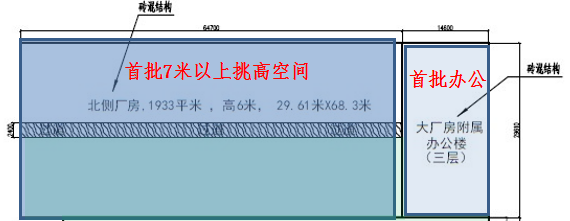 砖混结构
64700
14600
首批7米以上挑高空间
首批办公
砖混结构
北侧厂房,1933平米 ，高6米， 29.61米X68.3米
大厂房附属
办公楼
（三层）